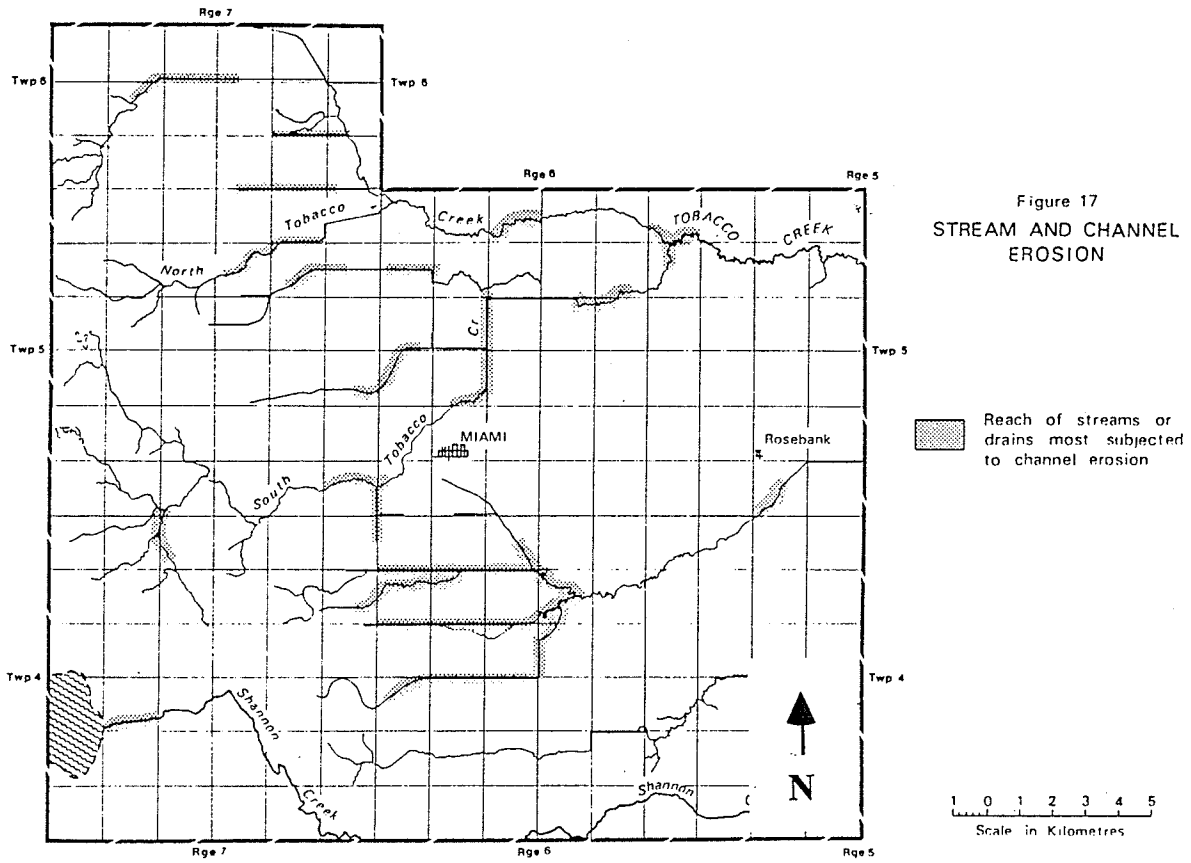 Rge 7
Twp 6
Twp 6
Rge 6
Rge 5
Tobacco
Creek
TOBACCO
CREEK
North
Cr
Twp 5
Twp 5
Tobacco
MIAMI
Rosebank
South
Twp 4
Twp 4
Shannon
Creek
Shannon
N
Rge 7
Rge 6
Rge 5
Figure 17
STREAM AND CHANNEL
EROSION
Reach of streams or
drains most subjected
to channel erosion
1 0 1 2 3 4 5
Scale in Kilometres